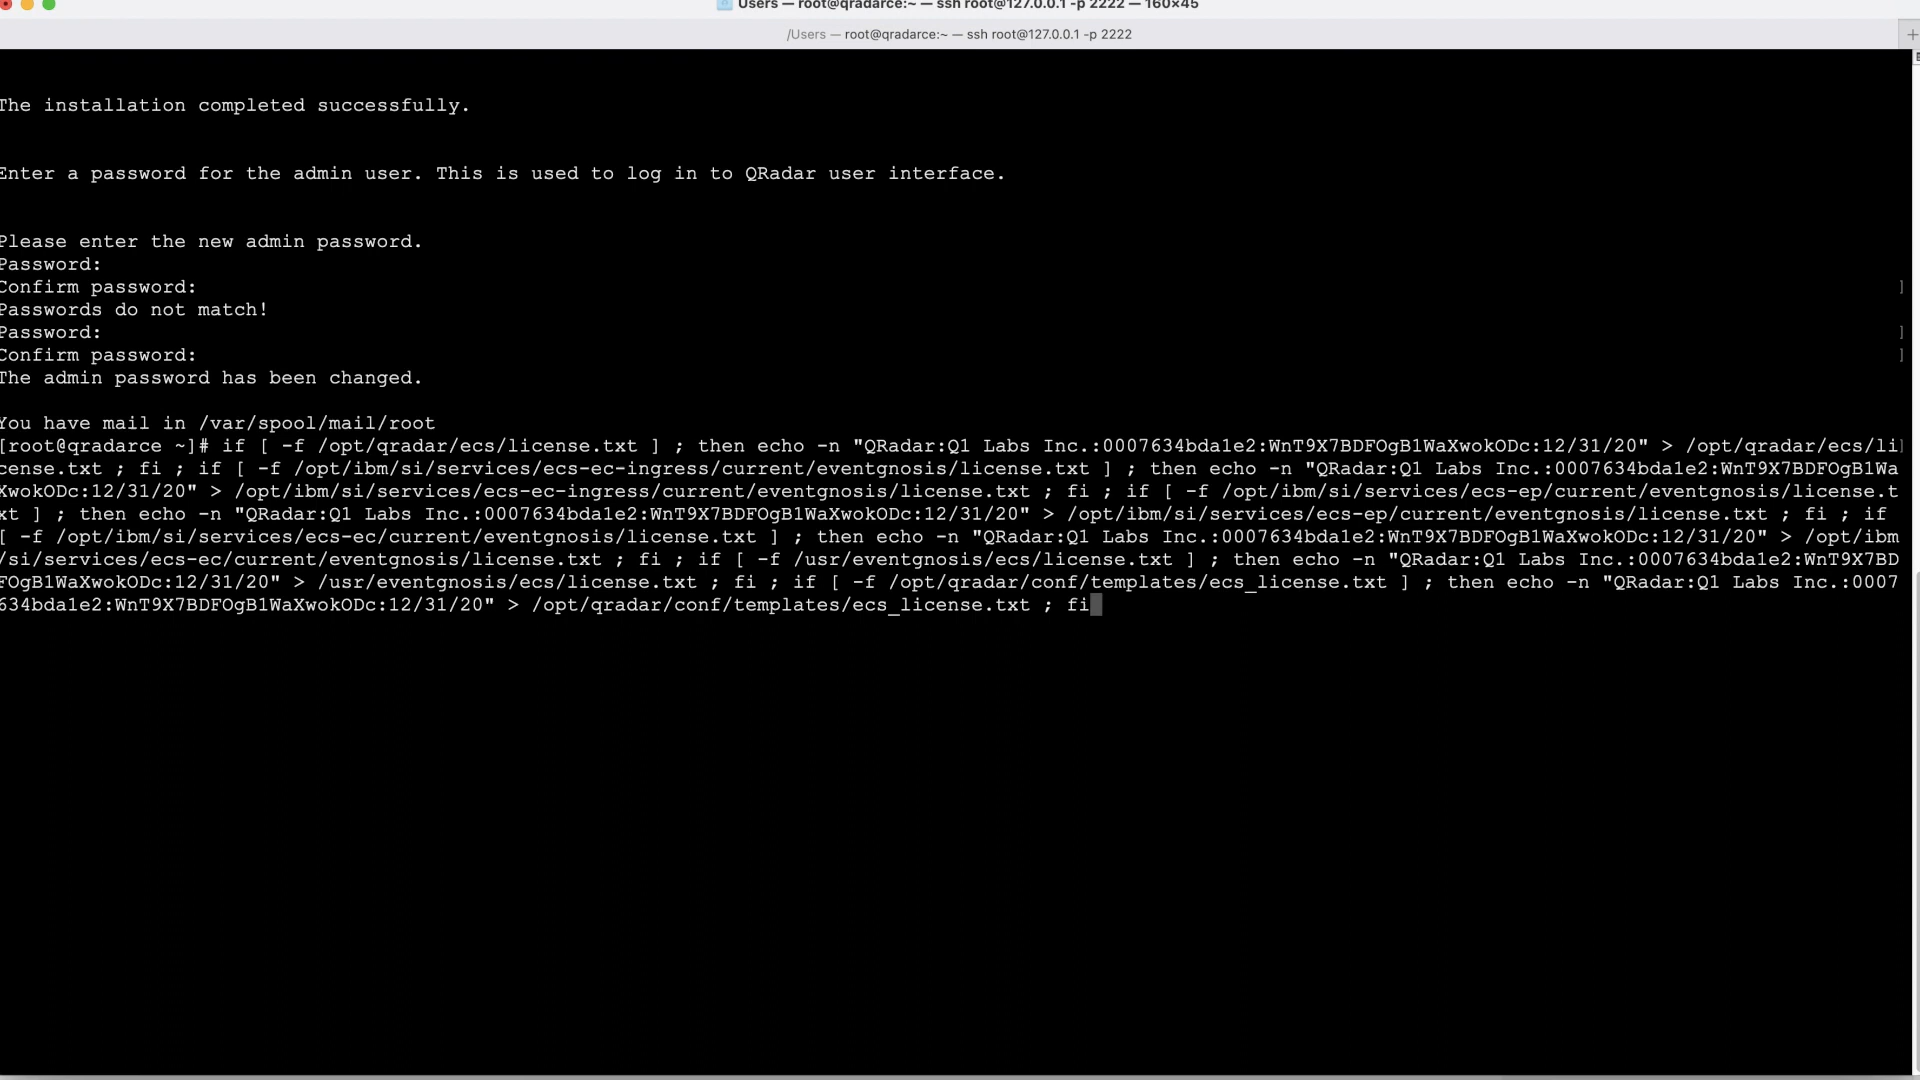 Users — root@qradarce:~ — ssh root@127.0.0.1 -p 2222 — 160×45
/Users — root@qradarce:~ — ssh root@127.0.0.1 -p 2222
The installation completed successfully.
Enter a password for the admin user. This is used to log in to QRadar user interface.
Please enter the new admin password.
Password:
Confirm password:
Passwords do not match!
Password:
Confirm password:
The admin password has been changed.
You have mail in /var/spool/mail/root
[root@qradarce ~]# if [ -f /opt/qradar/ecs/license.txt ] ; then echo -n "QRadar:Q1 Labs Inc.:0007634bda1e2:WnT9X7BDFOgB1WaXwokODc:12/31/20" > /opt/qradar/ecs/li
cense.txt ; fi ; if [ -f /opt/ibm/si/services/ecs-ec-ingress/current/eventgnosis/license.txt ] ; then echo -n "QRadar:Q1 Labs Inc.:0007634bda1e2:WnT9X7BDFOgB1Wa
XwokODc:12/31/20" > /opt/ibm/si/services/ecs-ec-ingress/current/eventgnosis/license.txt ; fi ; if [ -f /opt/ibm/si/services/ecs-ep/current/eventgnosis/license.t
xt ] ; then echo -n "QRadar:Q1 Labs Inc.:0007634bda1e2:WnT9X7BDFOgB1WaXwokODc:12/31/20" > /opt/ibm/si/services/ecs-ep/current/eventgnosis/license.txt ; fi ; if
[ -f /opt/ibm/si/services/ecs-ec/current/eventgnosis/license.txt ] ; then echo -n "QRadar:Q1 Labs Inc.:0007634bda1e2:WnT9X7BDFOgB1WaXwokODc:12/31/20" > /opt/ibm
/si/services/ecs-ec/current/eventgnosis/license.txt ; fi ; if [ -f /usr/eventgnosis/ecs/license.txt ] ; then echo -n "QRadar:Q1 Labs Inc.:0007634bda1e2:WnT9X7BD
FOgB1WaXwokODc:12/31/20" > /usr/eventgnosis/ecs/license.txt ; fi ; if [ -f /opt/qradar/conf/templates/ecs_license.txt ] ; then echo -n "QRadar:Q1 Labs Inc.:0007
634bda1e2:WnT9X7BDFOgB1WaXwokODc:12/31/20" > /opt/qradar/conf/templates/ecs_license.txt ; fi